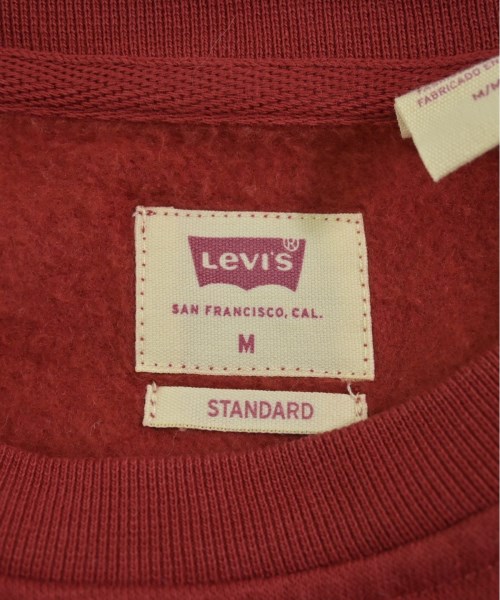 FABRICADO EN
M/M
Levi's®
SAN FRANCISCO, CAL.
M
STANDARD